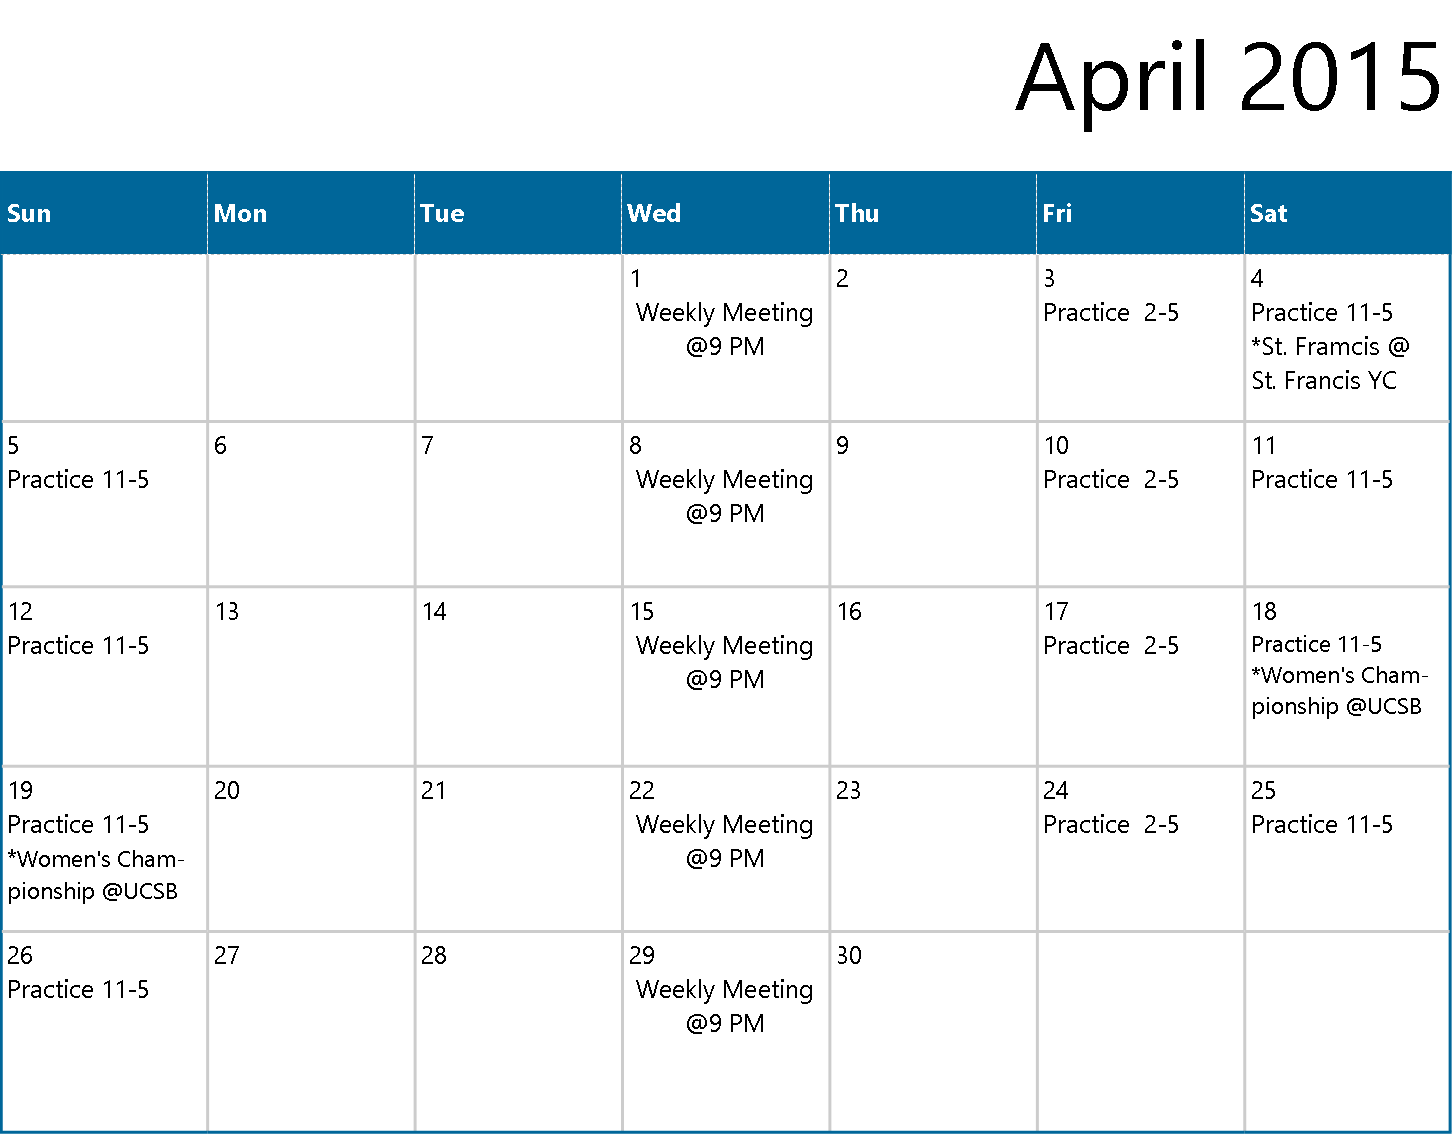 April 2015
Sun Mon Tue Wed Thu Fri Sat
1
Weekly Meeting
@9 PM
2
3
Practice  2-5
4
Practice 11-5
*St. Framcis @
St. Francis YC
5
Practice 11-5
6
7
8
Weekly Meeting
@9 PM
9
10
Practice  2-5
11
Practice 11-5
12
Practice 11-5
13
14
15
Weekly Meeting
@9 PM
16
17
Practice  2-5
18
Practice 11-5
*Women's Cham-
pionship @UCSB
19
Practice 11-5
*Women's Cham-
pionship @UCSB
20
21
22
Weekly Meeting
@9 PM
23
24
Practice  2-5
25
Practice 11-5
26
Practice 11-5
27
28
29
Weekly Meeting
@9 PM
30